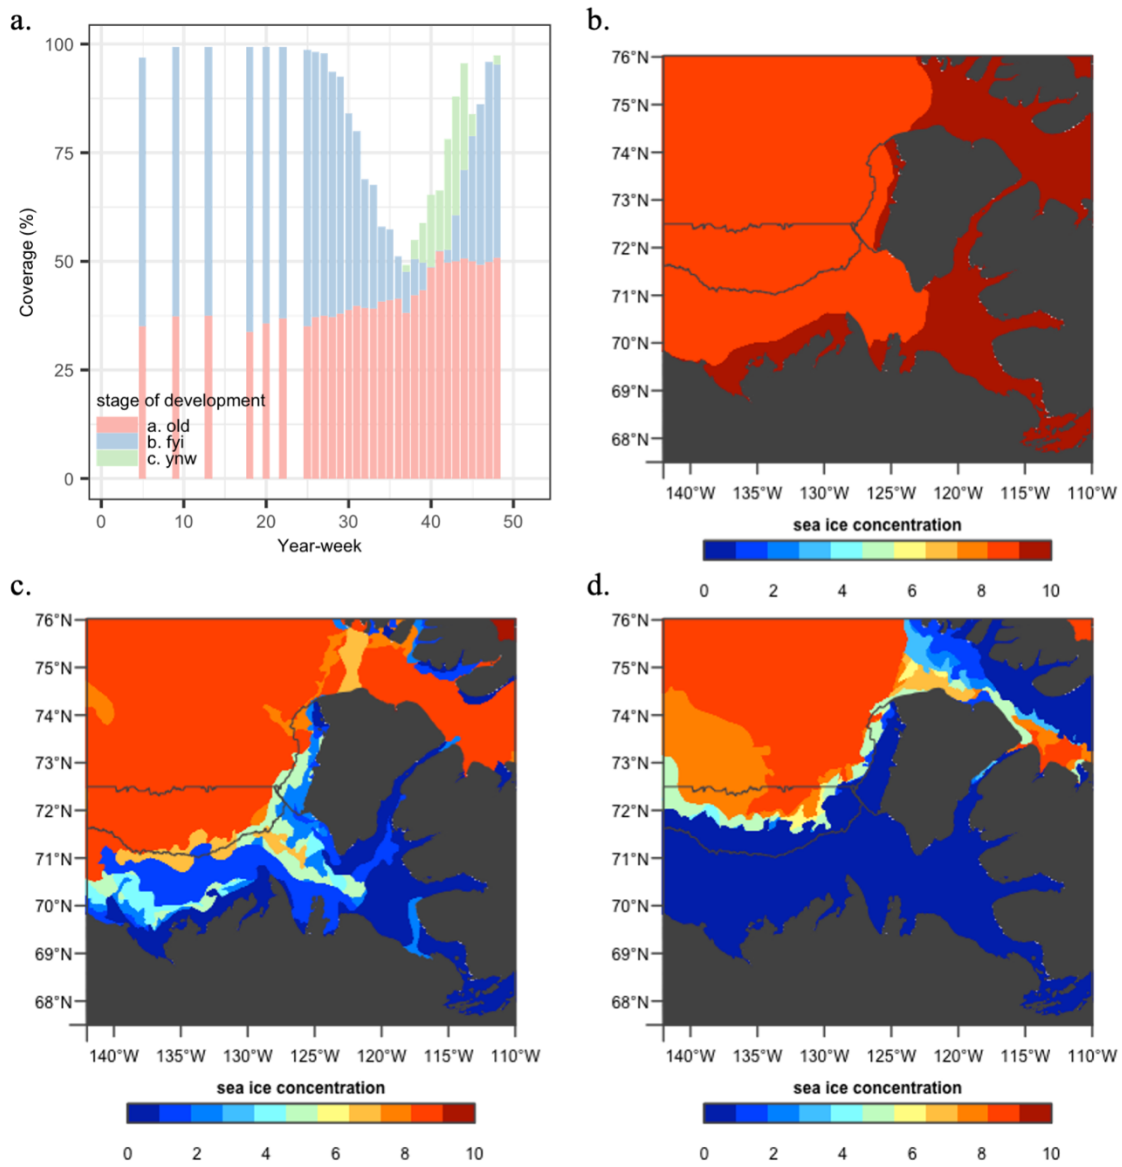 a.
100
75
50
25
0
Coverage (%)
stage of development
a. old
b. fyi
c. ynw
0 10 20 30 40 50
Year-week
b.
76°N
75°N
74°N
73°N
72°N
71°N
70°N
69°N
68°N
140°W 135°W 130°W 125°W 120°W 115°W 110°W
sea ice concentration
0 2 4 6 8 10
c.
76°N
75°N
74°N
73°N
72°N
71°N
70°N
69°N
68°N
140°W 135°W 130°W 125°W 120°W 115°W 110°W
sea ice concentration
0 2 4 6 8 10
d.
76°N
75°N
74°N
73°N
72°N
71°N
70°N
69°N
68°N
140°W 135°W 130°W 125°W 120°W 115°W 110°W
sea ice concentration
0 2 4 6 8 10